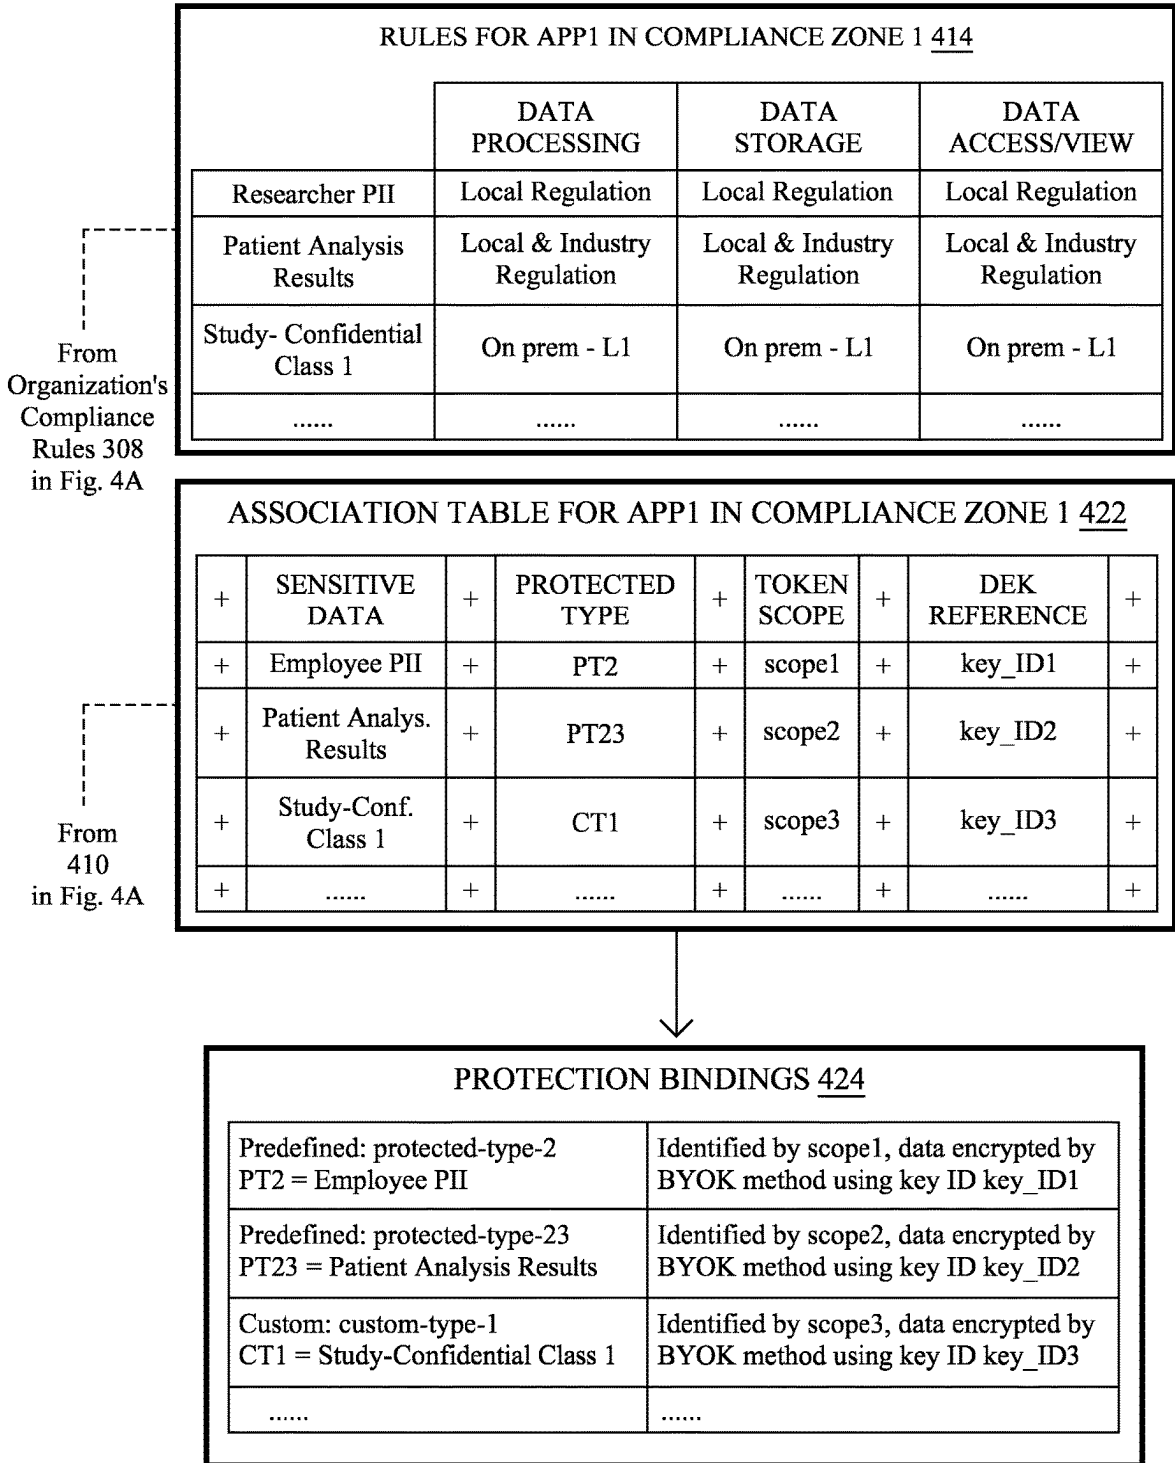 RULES FOR APP1 IN COMPLIANCE ZONE 1 414
DATA PROCESSING
DATA STORAGE
DATA ACCESS/VIEW
Researcher PII
Local Regulation
Local Regulation
Local Regulation
Patient Analysis
Results
Local & Industry
Regulation
Local & Industry
Regulation
Local & Industry
Regulation
Study- Confidential
Class 1
On prem - L1
On prem - L1
On prem - L1
......
......
......
......
From
Organization's
Compliance
Rules 308
in Fig. 4A
ASSOCIATION TABLE FOR APP1 IN COMPLIANCE ZONE 1 422
+
SENSITIVE
DATA
+
PROTECTED
TYPE
+
TOKEN
SCOPE
+
DEK
REFERENCE
+
+
Employee PII
+
PT2
+
scope1
+
key_ID1
+
+
Patient Analys.
Results
+
PT23
+
scope2
+
key_ID2
+
+
Study-Conf.
Class 1
+
CT1
+
scope3
+
key_ID3
+
+
......
+
......
+
......
+
......
+
From
410
in Fig. 4A
PROTECTION BINDINGS 424
Predefined: protected-type-2
PT2 = Employee PII
Identified by scope1, data encrypted by
BYOK method using key ID key_ID1
Predefined: protected-type-23
PT23 = Patient Analysis Results
Identified by scope2, data encrypted by
BYOK method using key ID key_ID2
Custom: custom-type-1
CT1 = Study-Confidential Class 1
Identified by scope3, data encrypted by
BYOK method using key ID key_ID3
......
......